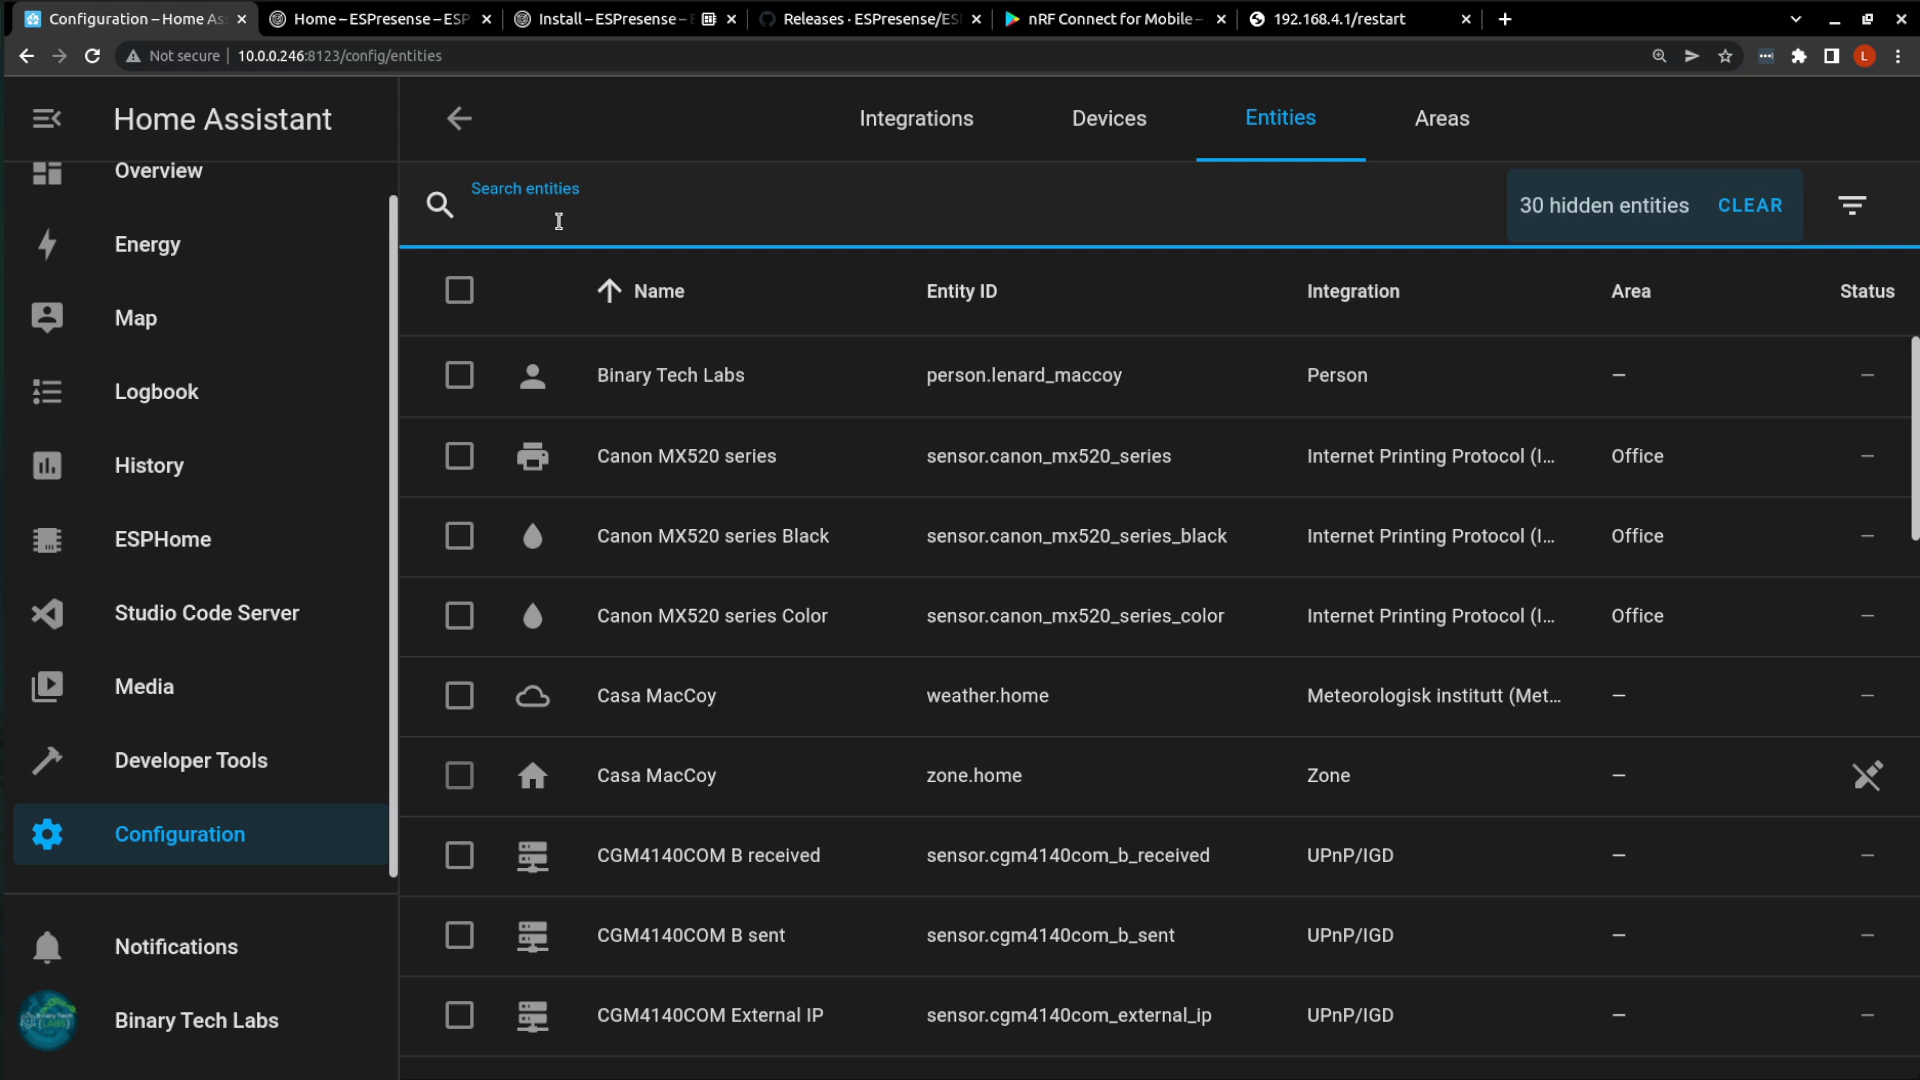 Configuration – Home As
Home – ESPresense – ESP
Install – ESPresense –
Releases · ESPresense/ES
nRF Connect for Mobile –
192.168.4.1/restart
Not secure
10.0.0.246:8123/config/entities
L
Home Assistant
Integrations
Devices
Entities
Areas
Overview
Energy
Map
Logbook
History
ESPHome
Studio Code Server
Media
Developer Tools
Configuration
Notifications
Binary Tech Labs
Search entities
30 hidden entities
CLEAR
Name Entity ID Integration Area Status
Binary Tech Labs person.lenard_maccoy Person – –
Canon MX520 series sensor.canon_mx520_series Internet Printing Protocol (I... Office –
Canon MX520 series Black sensor.canon_mx520_series_black Internet Printing Protocol (I... Office –
Canon MX520 series Color sensor.canon_mx520_series_color Internet Printing Protocol (I... Office –
Casa MacCoy weather.home Meteorologisk institutt (Met... – –
Casa MacCoy zone.home Zone –
CGM4140COM B received sensor.cgm4140com_b_received UPnP/IGD – –
CGM4140COM B sent sensor.cgm4140com_b_sent UPnP/IGD – –
CGM4140COM External IP sensor.cgm4140com_external_ip UPnP/IGD – –